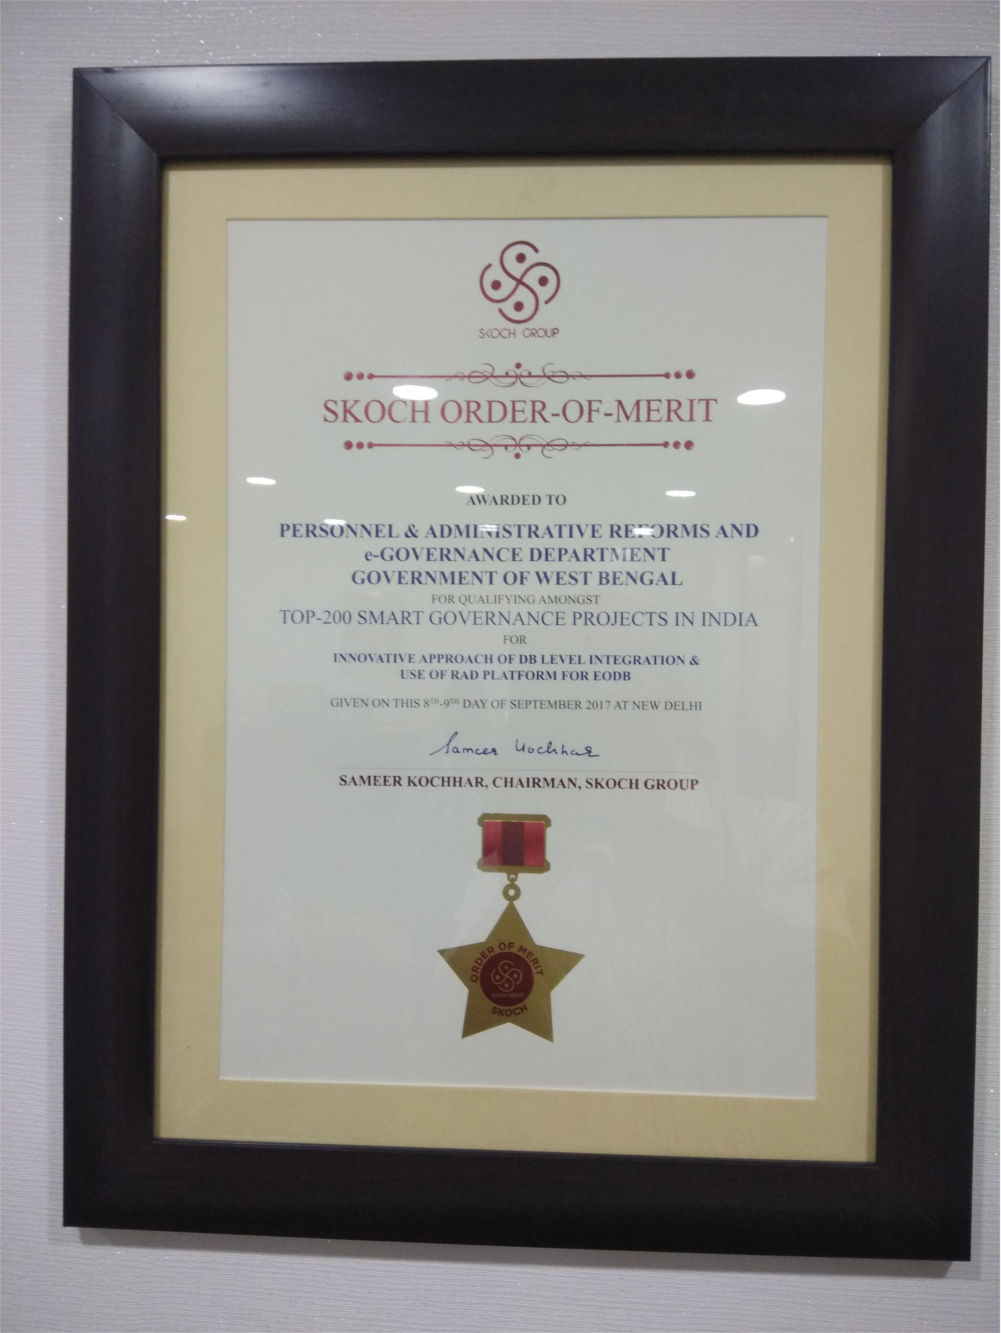 SKOCH GROUP
SKOCH ORDER-OF-MERIT
AWARDED TO
PERSONNEL & ADMINISTRATIVE REFORMS AND
e-GOVERNANCE DEPARTMENT
GOVERNMENT OF WEST BENGAL
FOR QUALIFYING AMONGST
TOP-200 SMART GOVERNANCE PROJECTS IN INDIA
FOR
INNOVATIVE APPROACH OF DB LEVEL INTEGRATION &
USE OF RAD PLATFORM FOR EODB
GIVEN ON THIS 8TH-9TH DAY OF SEPTEMBER 2017 AT NEW DELHI
Sameer Kochhar
SAMEER KOCHHAR, CHAIRMAN, SKOCH GROUP
ORDER OF MERIT
SKOCH GROUP
SKOCH